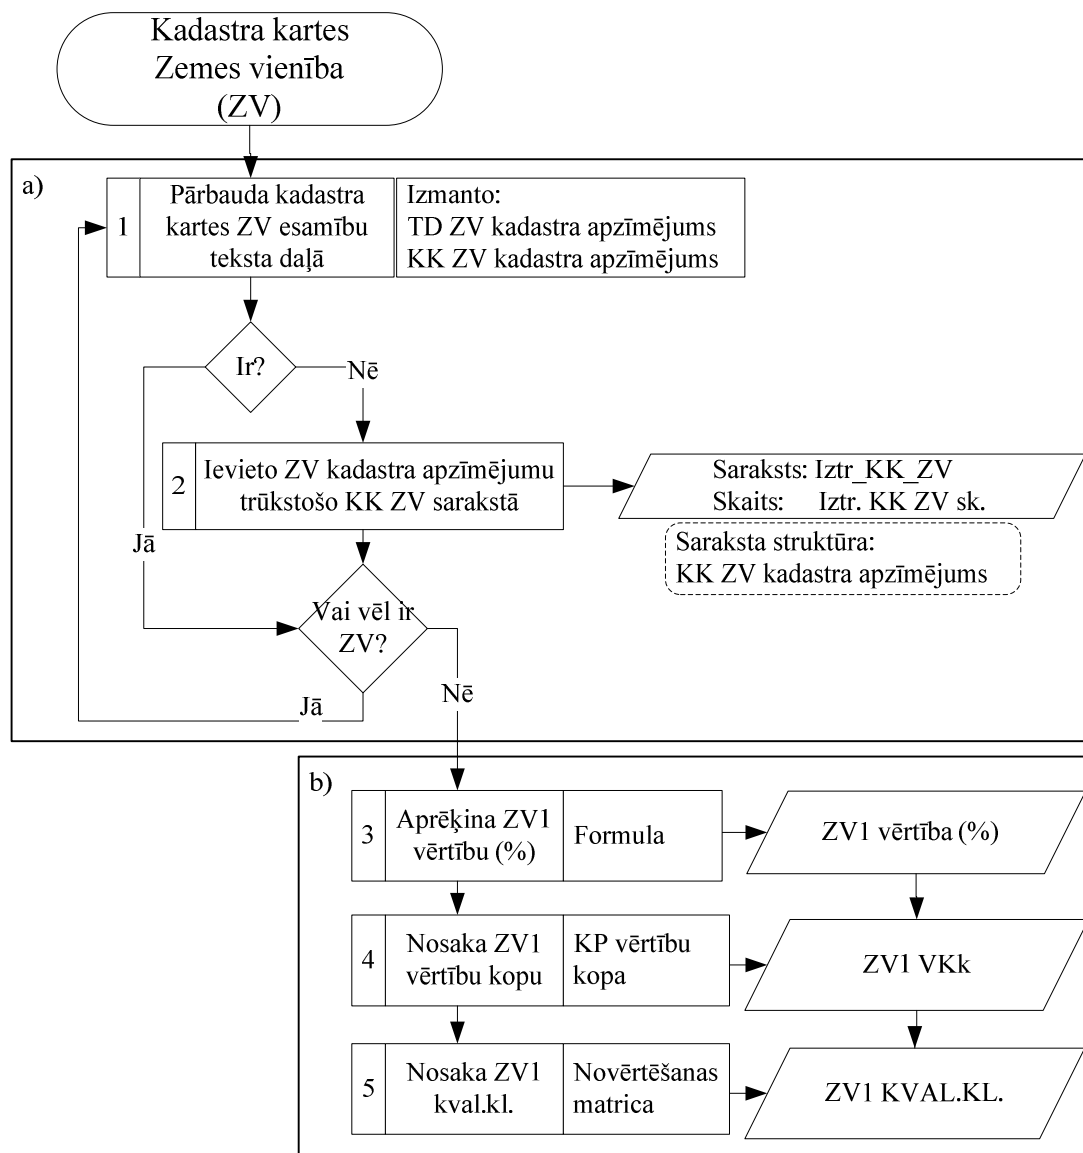 Kadastra kartes
Zemes vienība
(ZV)
a)
1
Pārbauda kadastra
kartes ZV esamību
teksta daļā
Izmanto:
TD ZV kadastra apzīmējums
KK ZV kadastra apzīmējums
Ir?
Nē
2
Ievieto ZV kadastra apzīmējumu
trūkstošo KK ZV sarakstā
Saraksts: Iztr_KK_ZV
Skaits: Iztr. KK ZV sk.
Saraksta struktūra:
KK ZV kadastra apzīmējums
Jā
Vai vēl ir
ZV?
Jā
Nē
b)
3
Aprēķina ZV1
vērtību (%)
Formula
ZV1 vērtība (%)
4
Nosaka ZV1
vērtību kopu
KP vērtību
kopa
ZV1 VKk
5
Nosaka ZV1
kval.kl.
Novērtēšanas
matrica
ZV1 KVAL.KL.